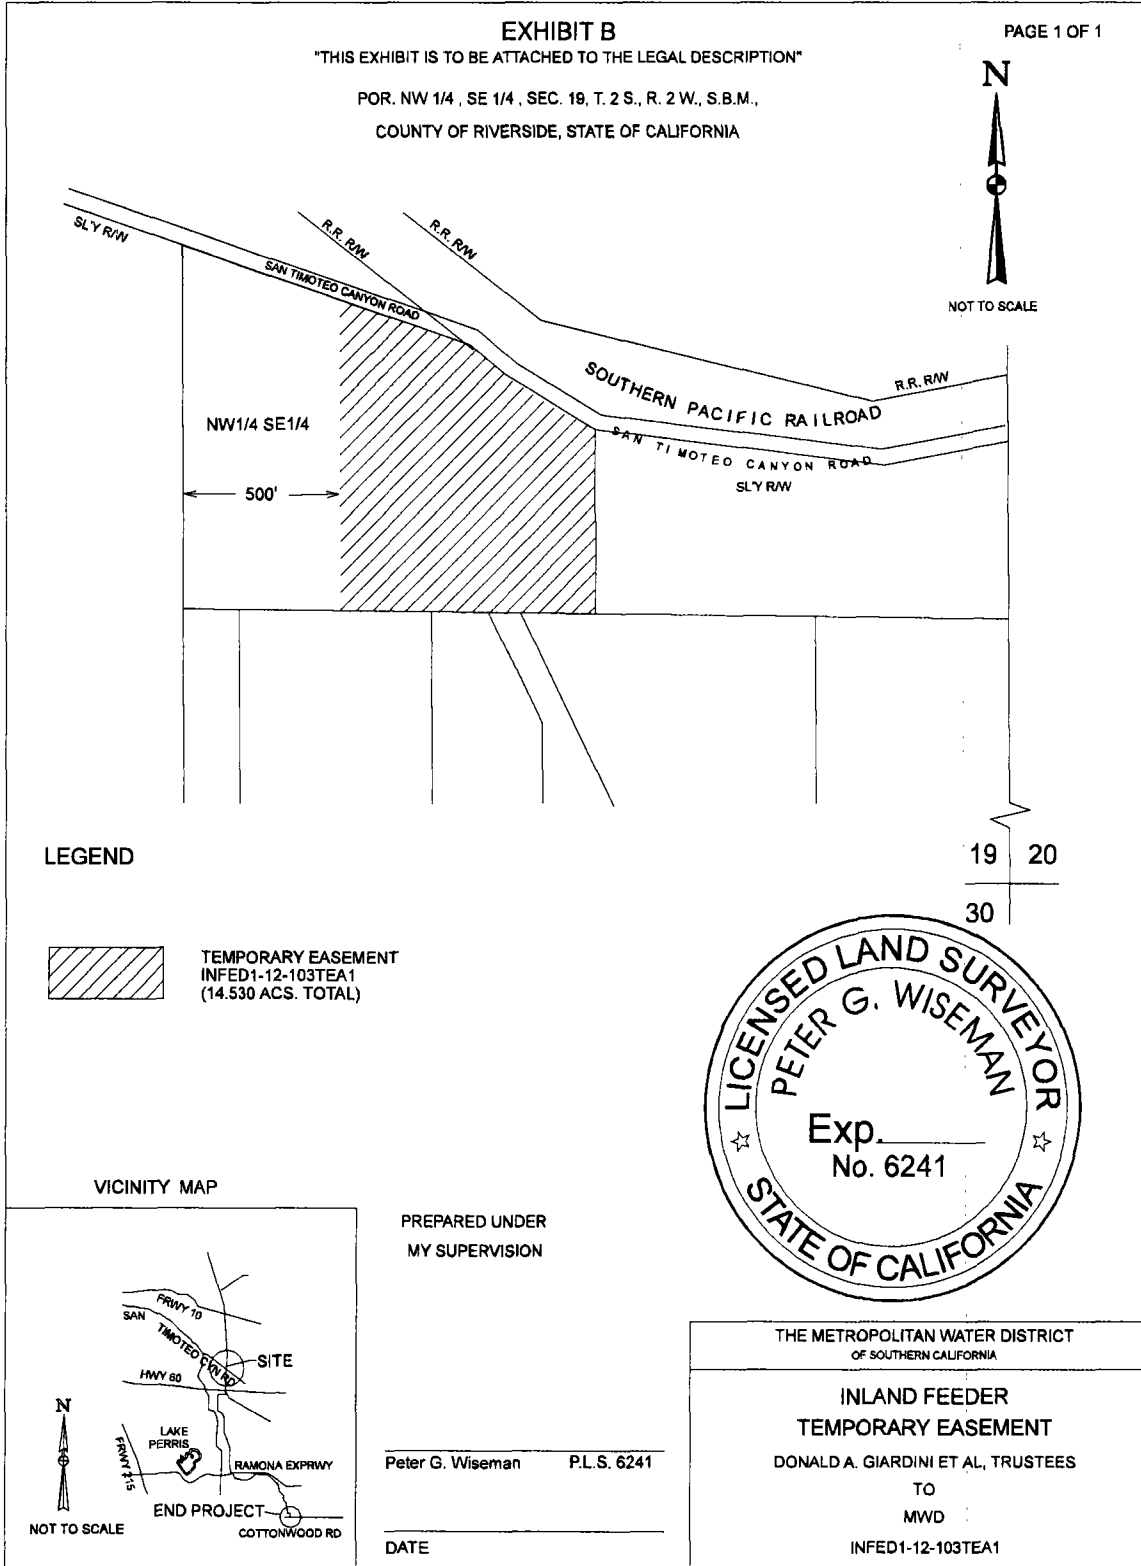 EXHIBIT B
PAGE 1 OF 1
"THIS EXHIBIT IS TO BE ATTACHED TO THE LEGAL DESCRIPTION"
POR. NW 1/4 , SE 1/4 , SEC. 19, T. 2 S., R. 2 W., S.B.M.,
COUNTY OF RIVERSIDE, STATE OF CALIFORNIA
N
NOT TO SCALE
SL'Y R/W
R.R. R/W
R.R. R/W
SAN TIMOTEO CANYON ROAD
SOUTHERN PACIFIC RAILROAD
R.R. R/W
SAN TIMOTEO CANYON ROAD
SL'Y R/W
NW1/4 SE1/4
500'
19 20
30
LEGEND
TEMPORARY EASEMENT
INFED1-12-103TEA1
(14.530 ACS. TOTAL)
LICENSED LAND SURVEYOR
PETER G. WISEMAN
Exp.
No. 6241
STATE OF CALIFORNIA
VICINITY MAP
FRWY 10
SAN
TIMOTEO CYN RD
SITE
HWY 60
N
LAKE
PERRIS
FRWY 215
RAMONA EXPRWY
END PROJECT
COTTONWOOD RD
NOT TO SCALE
PREPARED UNDER
MY SUPERVISION
Peter G. Wiseman P.L.S. 6241
DATE
THE METROPOLITAN WATER DISTRICT
OF SOUTHERN CALIFORNIA
INLAND FEEDER
TEMPORARY EASEMENT
DONALD A. GIARDINI ET AL, TRUSTEES
TO
MWD
INFED1-12-103TEA1